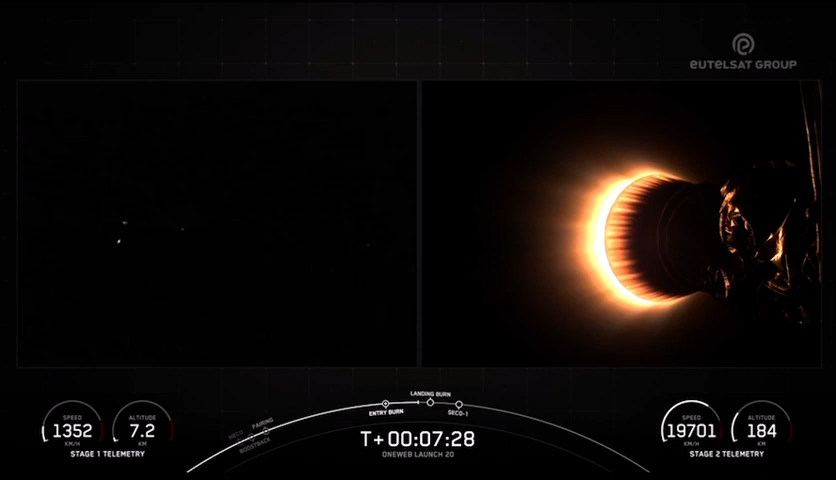 eutelsat GROUP
SPEED
1352
KM/H
ALTITUDE
7.2
KM
STAGE 1 TELEMETRY
MECO
BOOSTBACK
FAIRING
ENTRY BURN
LANDING BURN
SECO-1
T+ 00:07:28
ONEWEB LAUNCH 20
SPEED
19701
KM/H
ALTITUDE
184
KM
STAGE 2 TELEMETRY